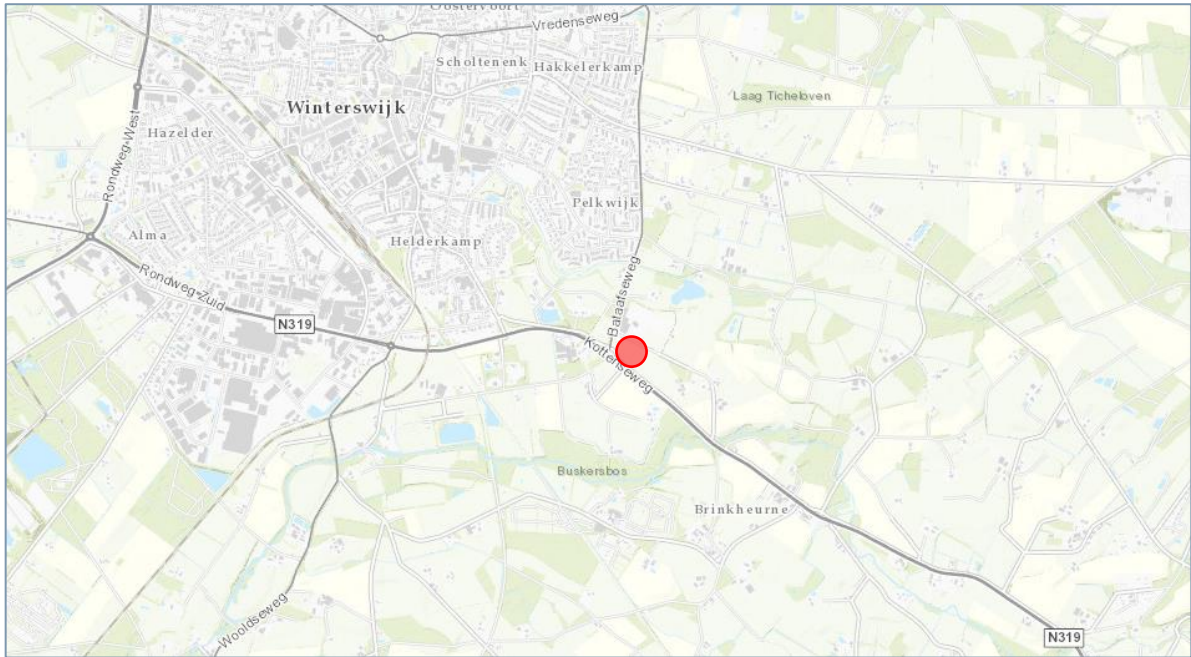 Oostervoort
Vredenseweg
Scholtenenk
Hakkelerkamp
Laag Ticheloven
Winterswijk
Hazelder
Rondweg-West
Pelkwijk
Alma
Helderkamp
Rondweg-Zuid
Bataafseweg
N319
Kottenseweg
Buskersbos
Brinkheurne
Wooldseweg
N319